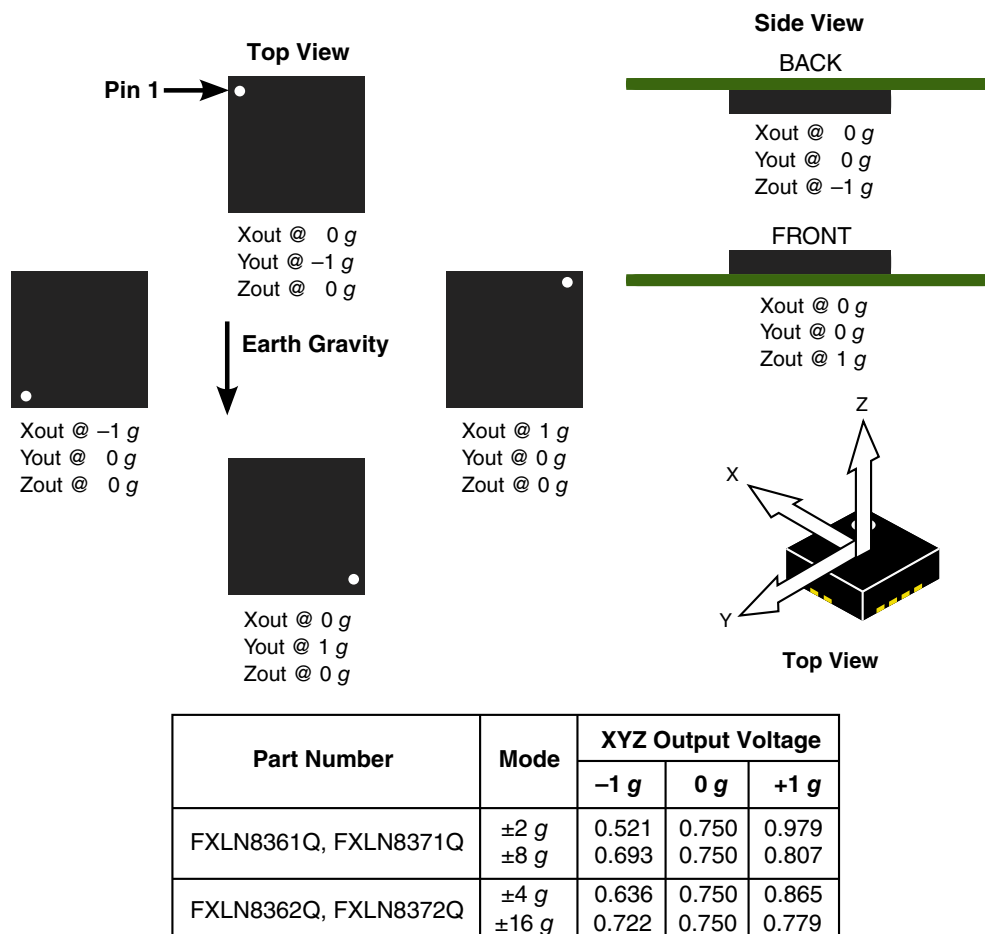 Top View
Pin 1
Xout @ 0 g
Yout @ –1 g
Zout @ 0 g
Earth Gravity
Xout @ –1 g
Yout @ 0 g
Zout @ 0 g
Xout @ 1 g
Yout @ 0 g
Zout @ 0 g
Xout @ 0 g
Yout @ 1 g
Zout @ 0 g
Side View
BACK
Xout @ 0 g
Yout @ 0 g
Zout @ –1 g
FRONT
Xout @ 0 g
Yout @ 0 g
Zout @ 1 g
Z
X
Y
Top View
Part Number Mode XYZ Output Voltage
–1 g 0 g +1 g
FXLN8361Q, FXLN8371Q ±2 g 0.521 0.750 0.979
±8 g 0.693 0.750 0.807
FXLN8362Q, FXLN8372Q ±4 g 0.636 0.750 0.865
±16 g 0.722 0.750 0.779